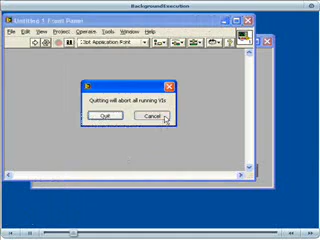 BackgroundExecution
Untitled 1 Front Panel
File Edit View Project Operate Tools Window Help
13pt Application Font
Quitting will abort all running VIs
Quit Cancel